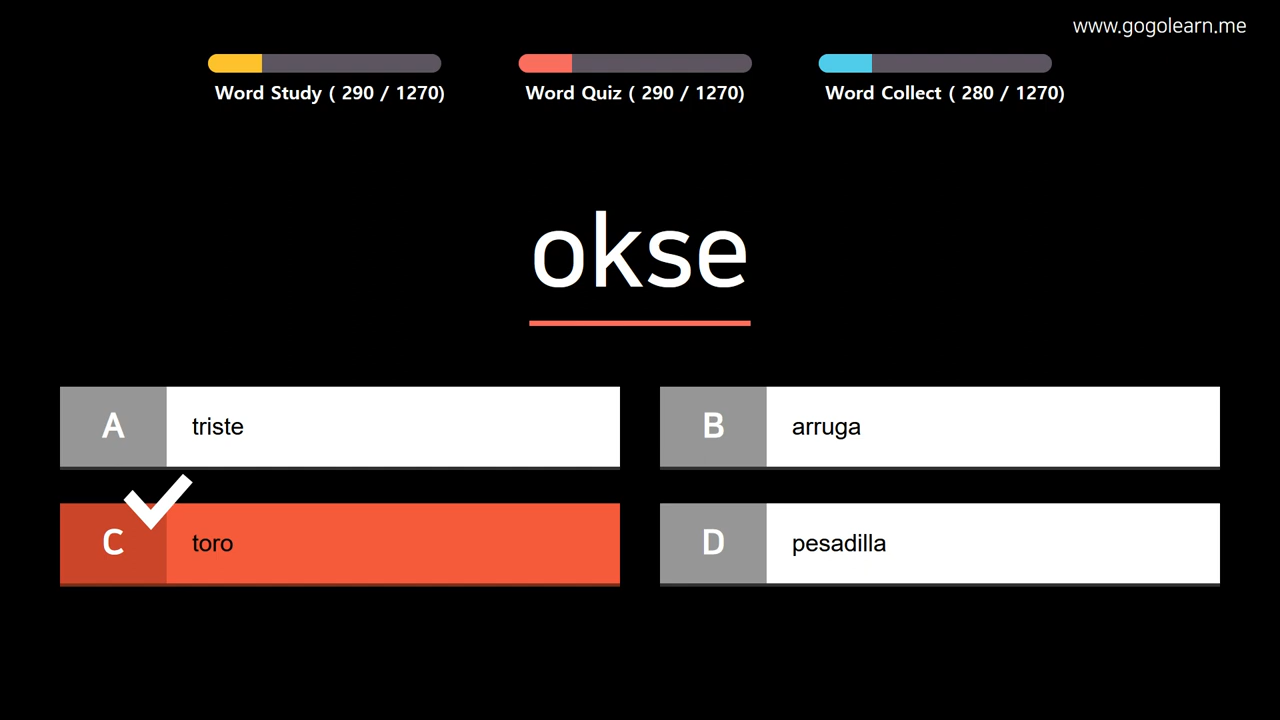 www.gogolearn.me
Word Study ( 290 / 1270)
Word Quiz ( 290 / 1270)
Word Collect ( 280 / 1270)
okse
A triste
B arruga
C toro
D pesadilla